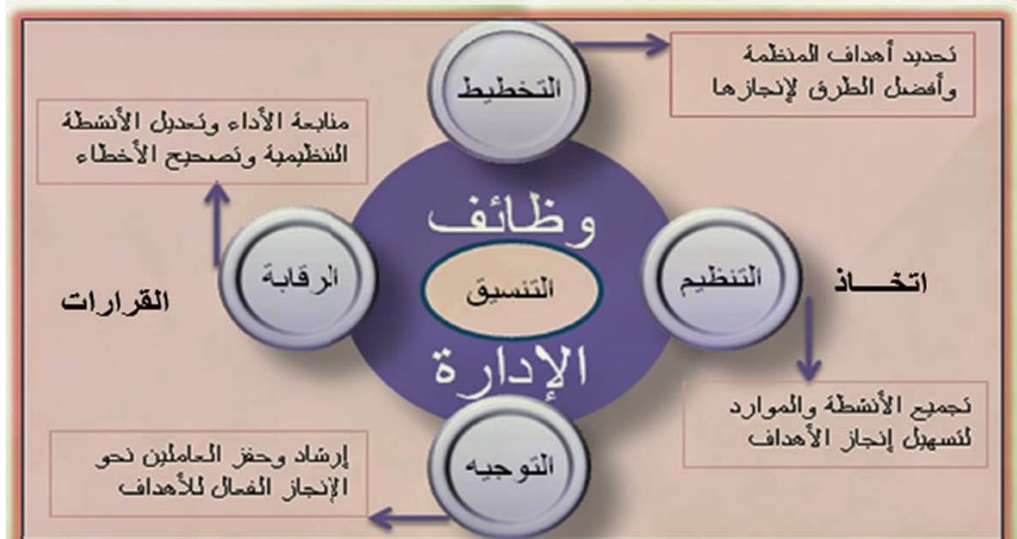 التخطيط
تحديد أهداف المنظمة
وأفضل الطرق لإنجازها
متابعة الأداء وتعديل الأنشطة
التنظيمية وتصحيح الأخطاء
وظائف
التنسيق
الإدارة
التنظيم
الرقابة
اتخـــاذ
القرارات
تجميع الأنشطة والموارد
لتسهيل إنجاز الأهداف
التوجيه
إرشاد وحفز العاملين نحو
الإنجاز الفعال للأهداف